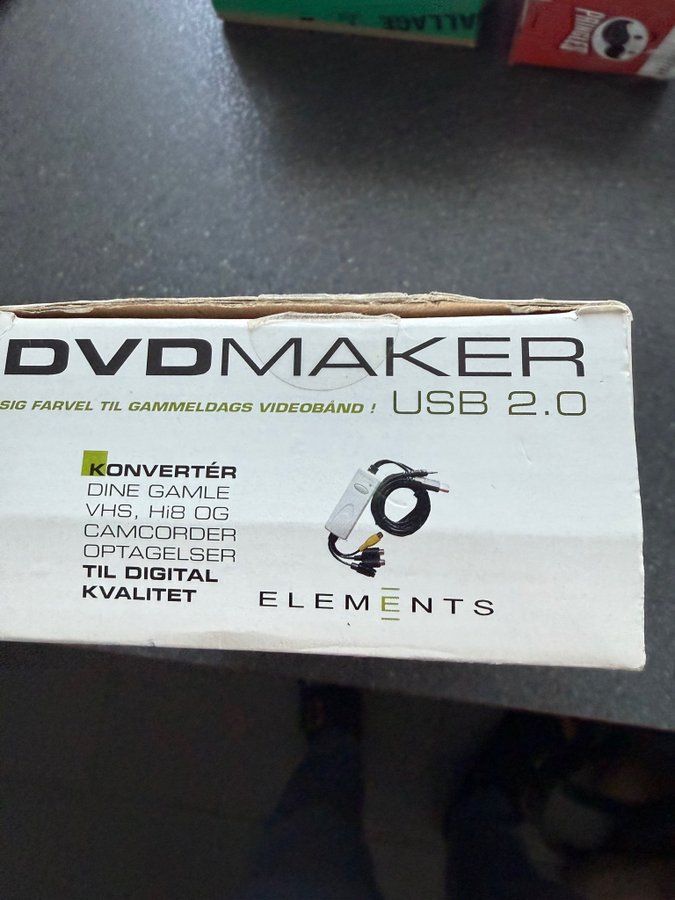 PRINGLES
DVDMAKER
SIG FARVEL TIL GAMMELDAGS VIDEOBÅND ! USB 2.0
KONVERTÉR
DINE GAMLE
VHS, Hi8 OG
CAMCORDER
OPTAGELSER
TIL DIGITAL
KVALITET
ELEMENTS